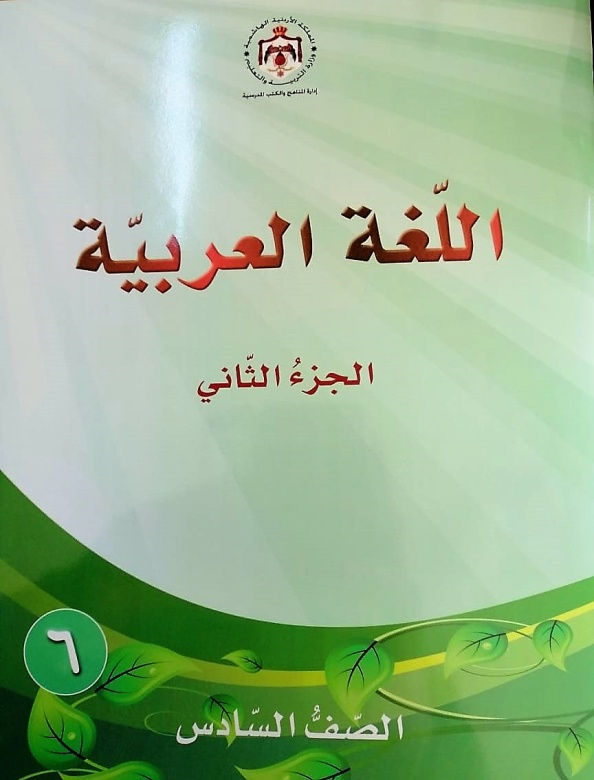 المملكة الأردنية الهاشمية
وزارة التربية والتعليم
إدارة المناهج والكتب المدرسية
اللّغة العربيّة
الجزءُ الثّاني
٦
الصّفُّ السّادس